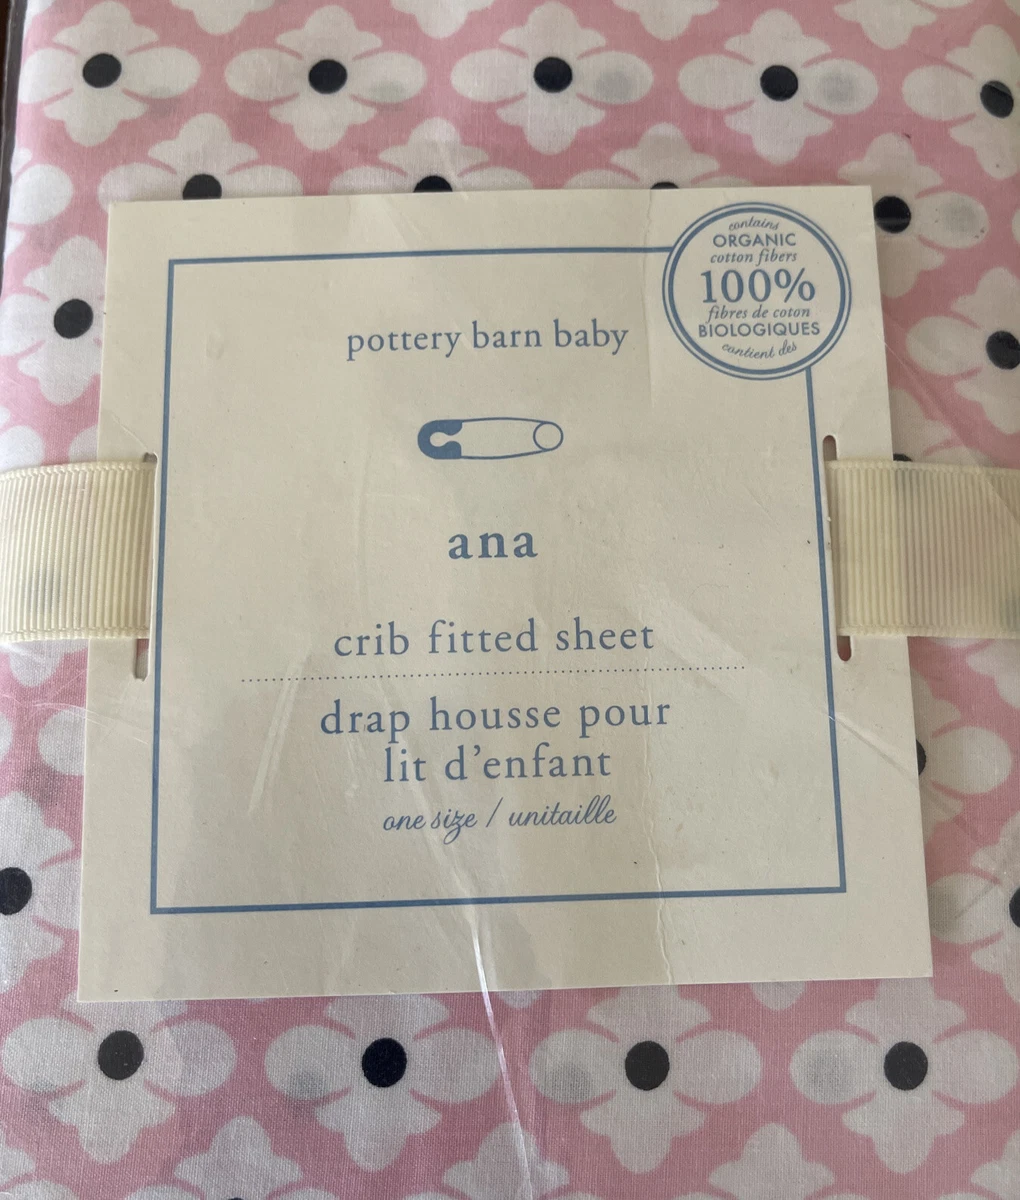 contains
ORGANIC
cotton fibers
100%
fibres de coton
BIOLOGIQUES
contient des
pottery barn baby
ana
crib fitted sheet
drap housse pour
lit d'enfant
one size / unitaille